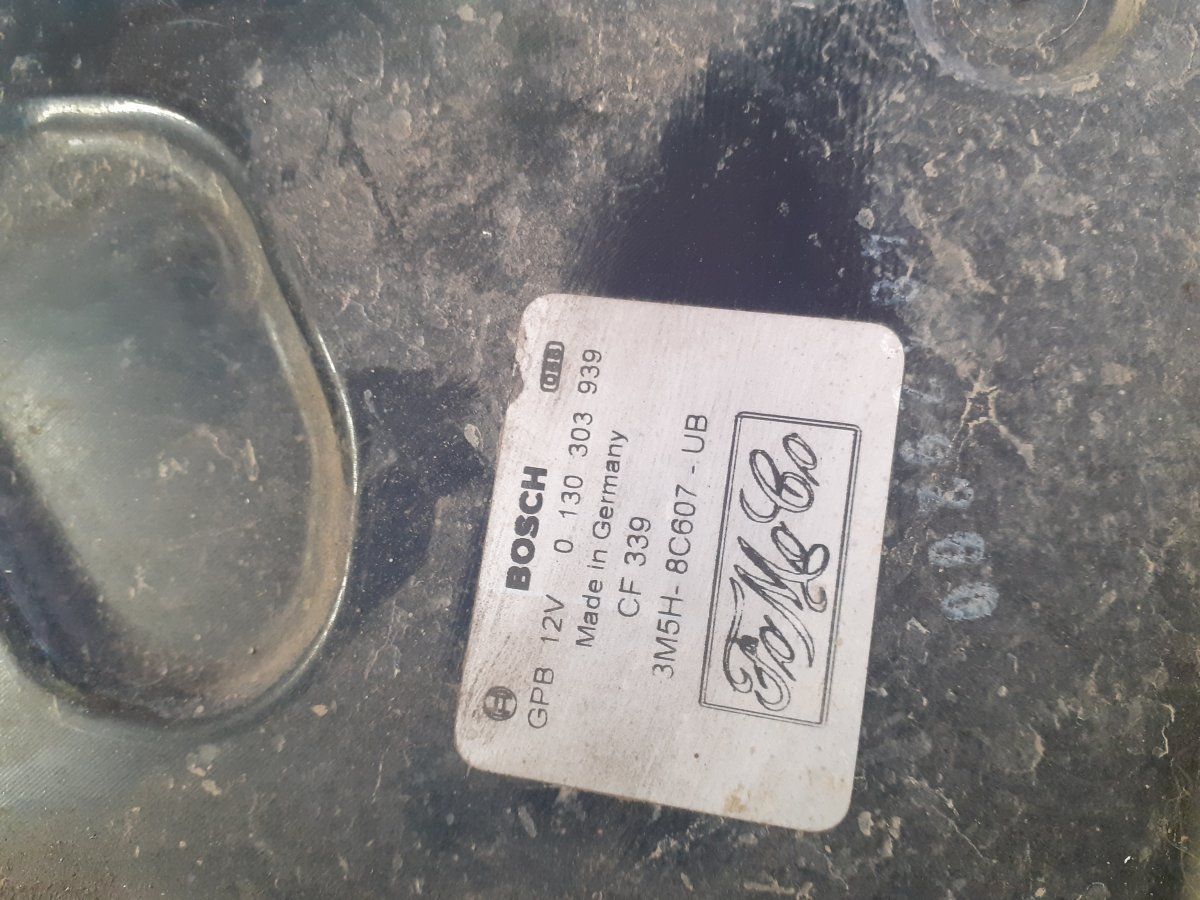 BOSCH
GPB 12V 0 130 303 939
Made in Germany
CF 339
3M5H- 8C607 - UB
FoMoCo